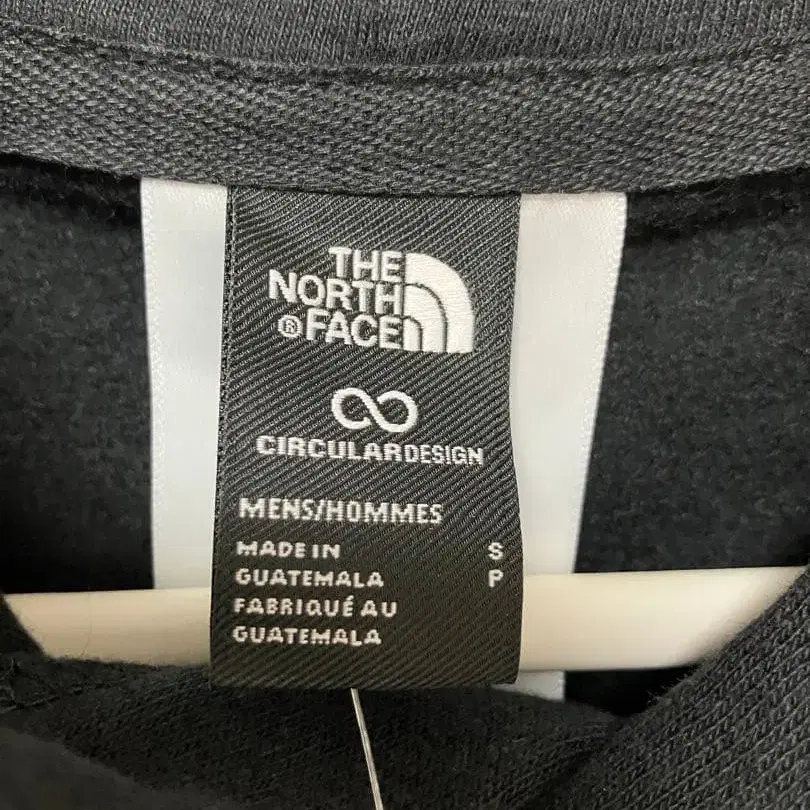 THE
NORTH
®FACE
CIRCULARDESIGN
MENS/HOMMES
MADE IN S
GUATEMALA P
FABRIQUÉ AU
GUATEMALA